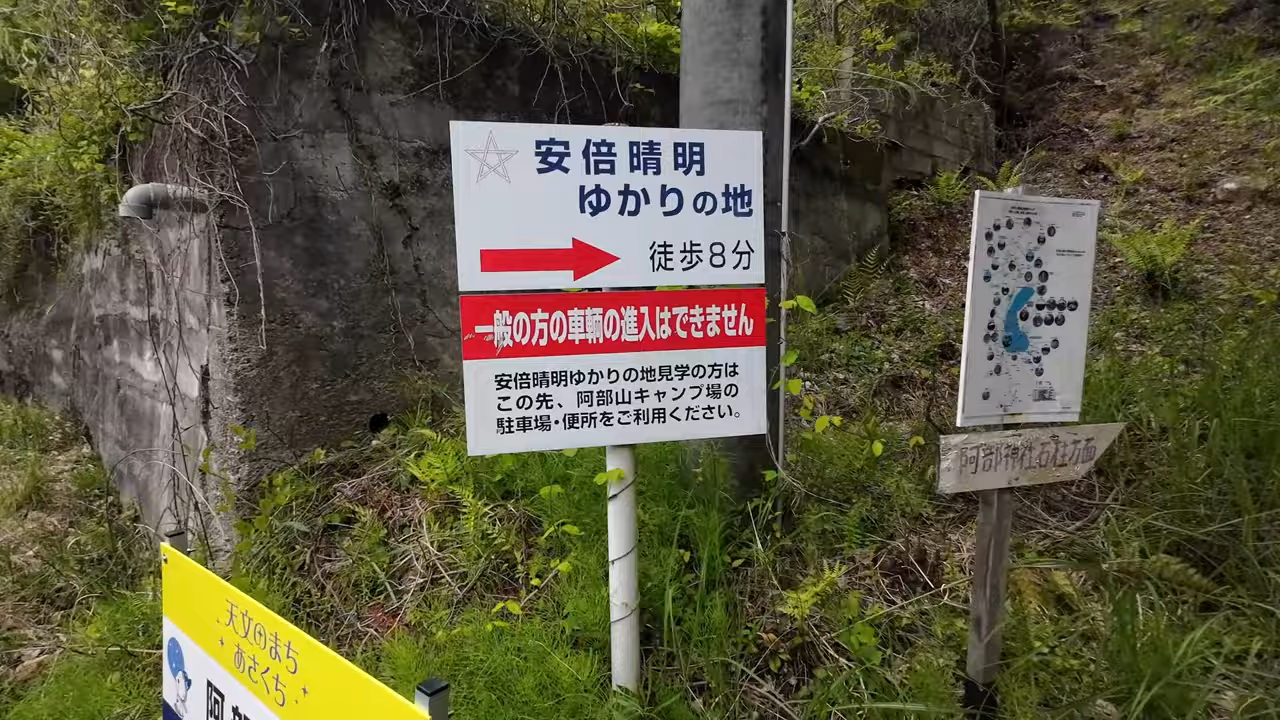 安倍晴明
ゆかりの地
徒歩8分
一般の方の車輌の進入はできません
安倍晴明ゆかりの地見学の方は
この先、阿部山キャンプ場の
駐車場・便所をご利用ください。
阿部神社石柱方面
天文のまち
あさくち
阿部